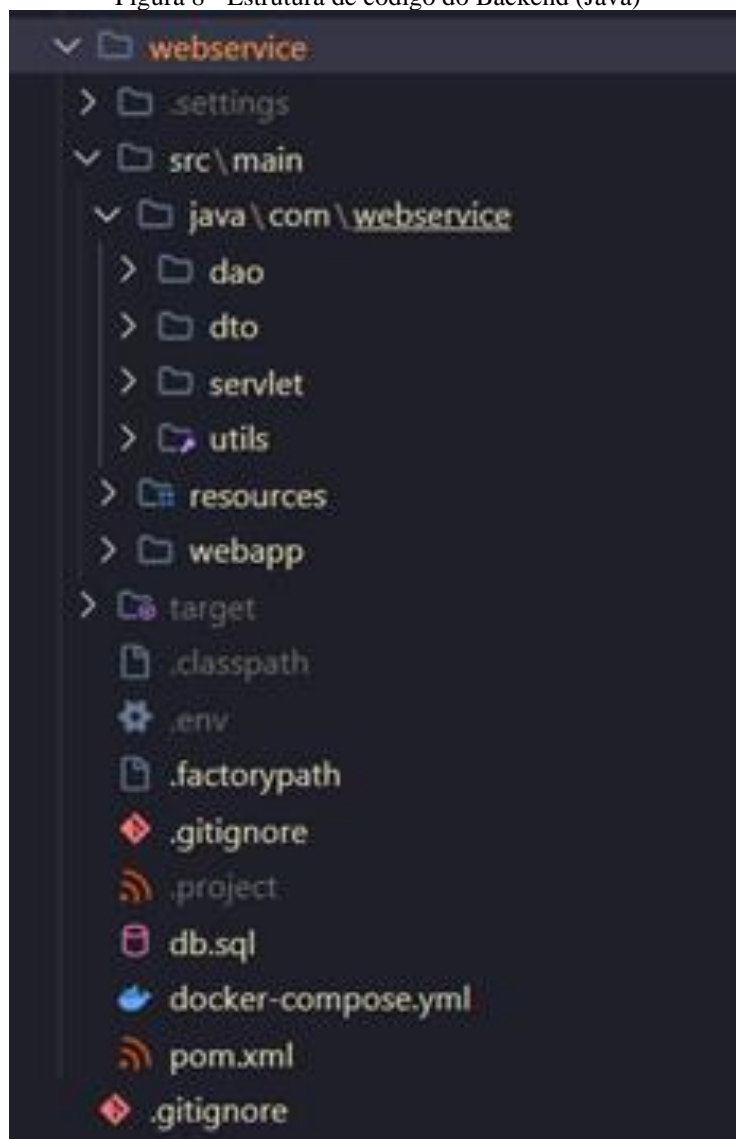 Figura 8 - Estrutura de código do Backend (Java)
webservice
.settings
src\main
java\com\webservice
dao
dto
servlet
utils
resources
webapp
target
.classpath
.env
.factorypath
.gitignore
.project
db.sql
docker-compose.yml
pom.xml
.gitignore